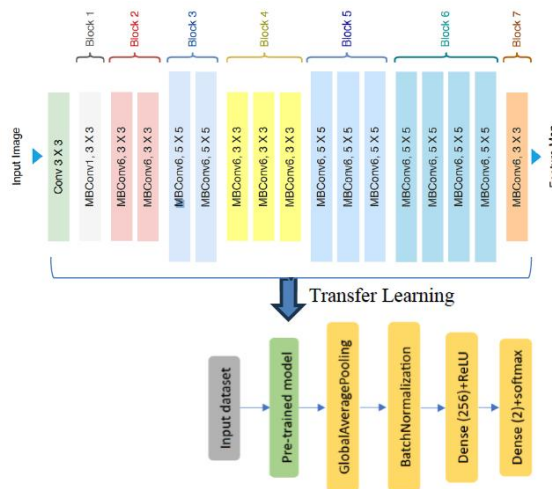 Block 1
Block 2
Block 3
Block 4
Block 5
Block 6
Block 7
Input Image
Conv 3 X 3
MBConv1, 3 X 3
MBConv6, 3 X 3
MBConv6, 3 X 3
MBConv6, 5 X 5
MBConv6, 5 X 5
MBConv6, 3 X 3
MBConv6, 3 X 3
MBConv6, 3 X 3
MBConv6, 5 X 5
MBConv6, 5 X 5
MBConv6, 5 X 5
MBConv6, 5 X 5
MBConv6, 5 X 5
MBConv6, 5 X 5
MBConv6, 5 X 5
MBConv6, 3 X 3
Transfer Learning
Input dataset
Pre-trained model
GlobalAveragePooling
BatchNormalization
Dense (256)+ReLU
Dense (2)+softmax